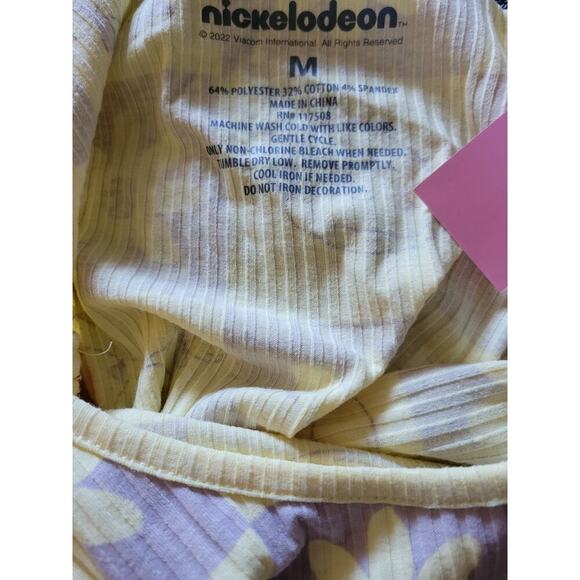 nickelodeon™
© 2022 Viacom International. All Rights Reserved
M
64% POLYESTER 32% COTTON 4% SPANDEX
MADE IN CHINA
RN# 117508
MACHINE WASH COLD WITH LIKE COLORS.
GENTLE CYCLE.
ONLY NON-CHLORINE BLEACH WHEN NEEDED.
TUMBLE DRY LOW. REMOVE PROMPTLY.
COOL IRON IF NEEDED.
DO NOT IRON DECORATION.